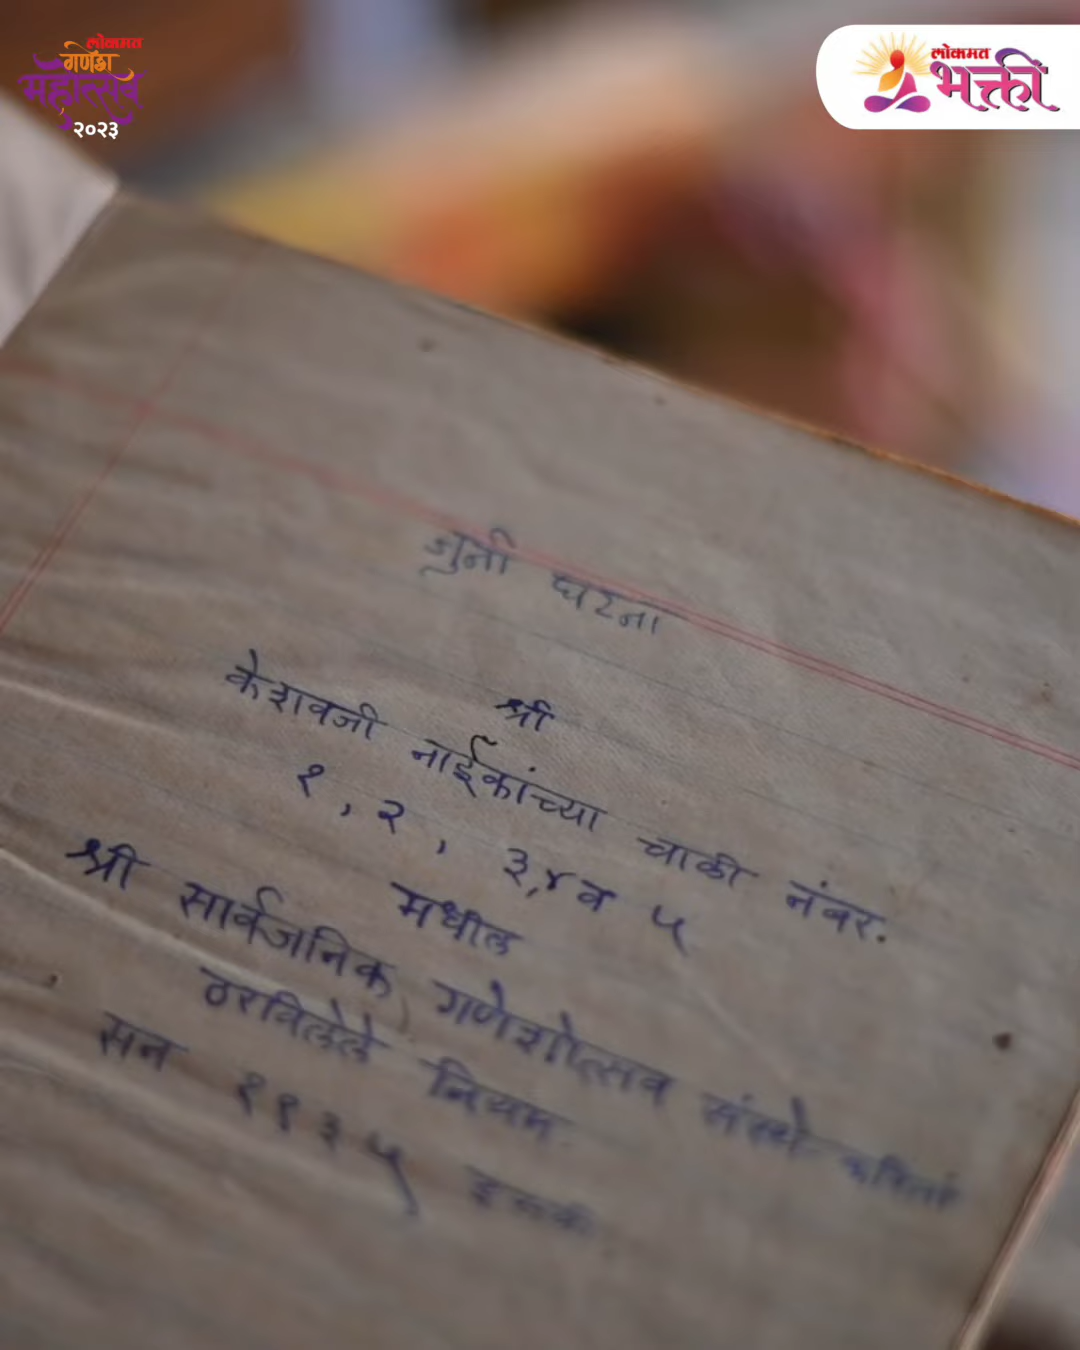 लोकमत
गणेश
महोत्सव
२०२३
लोकमत
भक्ती
जुनी घटना
श्री
केशवजी नाईकांच्या चाळी नंबर.
१, २, ३,४ व ५
मधील
श्री सार्वजनिक गणेशोत्सव संस्थे करितां
ठरविलेले नियम
सन १९३५